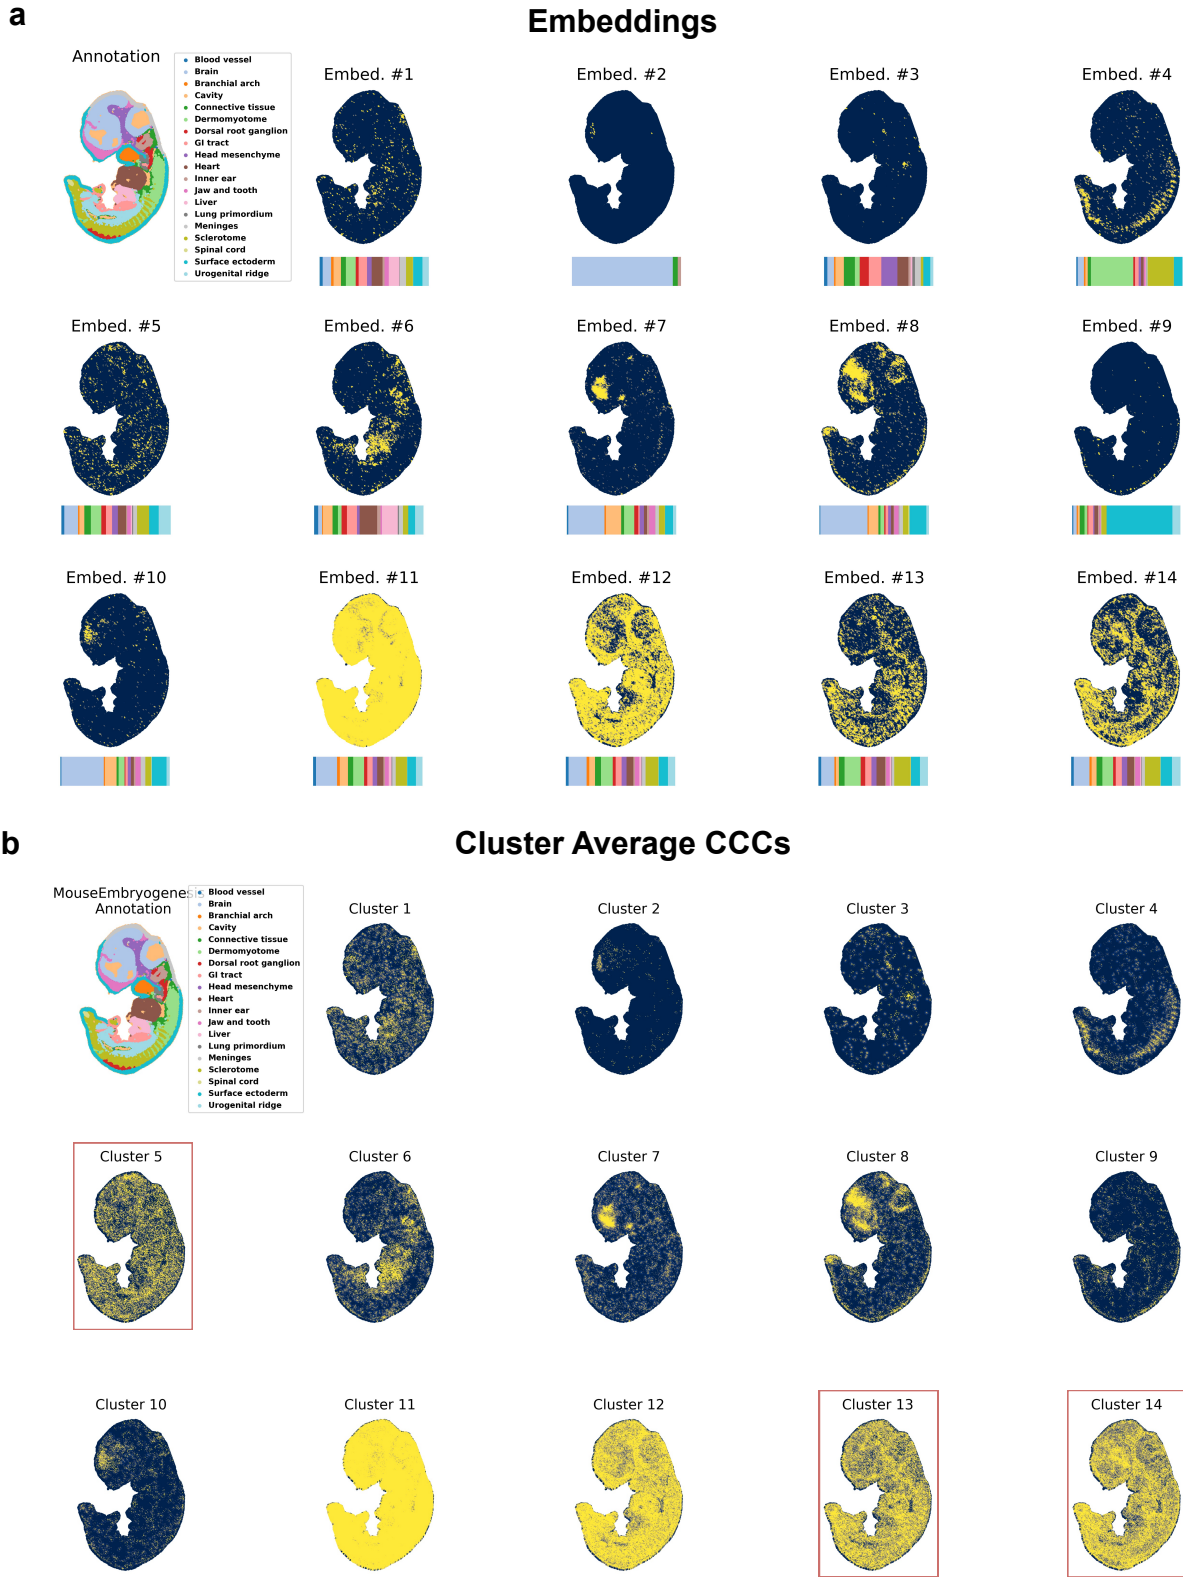 a
Embeddings
Annotation
Blood vessel
Brain
Branchial arch
Cavity
Connective tissue
Dermomyotome
Dorsal root ganglion
GI tract
Head mesenchyme
Heart
Inner ear
Jaw and tooth
Liver
Lung primordium
Meninges
Sclerotome
Spinal cord
Surface ectoderm
Urogenital ridge
Embed. #1
Embed. #2
Embed. #3
Embed. #4
Embed. #5
Embed. #6
Embed. #7
Embed. #8
Embed. #9
Embed. #10
Embed. #11
Embed. #12
Embed. #13
Embed. #14
b
Cluster Average CCCs
MouseEmbryogenesis
Annotation
Blood vessel
Brain
Branchial arch
Cavity
Connective tissue
Dermomyotome
Dorsal root ganglion
GI tract
Head mesenchyme
Heart
Inner ear
Jaw and tooth
Liver
Lung primordium
Meninges
Sclerotome
Spinal cord
Surface ectoderm
Urogenital ridge
Cluster 1
Cluster 2
Cluster 3
Cluster 4
Cluster 5
Cluster 6
Cluster 7
Cluster 8
Cluster 9
Cluster 10
Cluster 11
Cluster 12
Cluster 13
Cluster 14